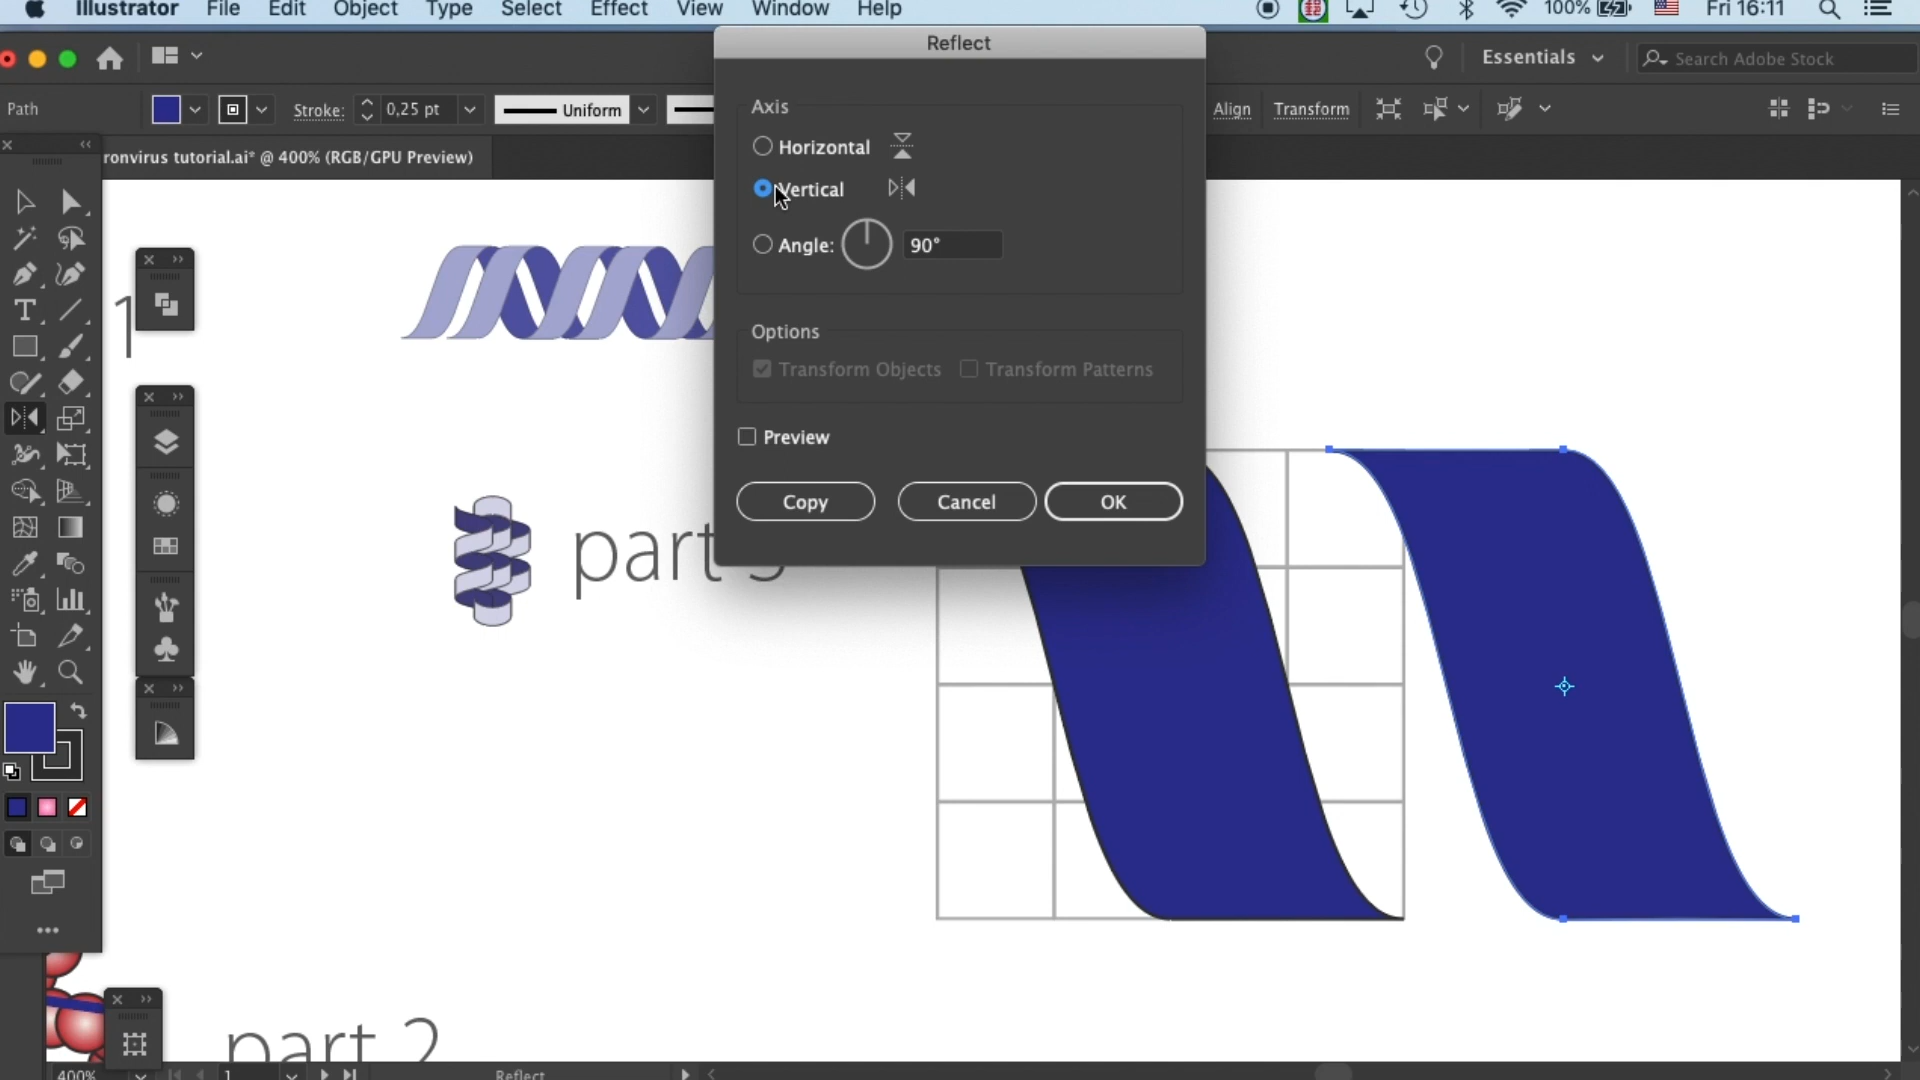 Illustrator File Edit Object Type Select Effect View Window Help
100% Fri 16:11
Reflect
Essentials
Search Adobe Stock
Path
Stroke: 0,25 pt Uniform
Align Transform
ronvirus tutorial.ai* @ 400% (RGB/GPU Preview)
Axis
Horizontal
Vertical
Angle: 90°
Options
Transform Objects Transform Patterns
Preview
Copy Cancel OK
1
part
part 2
400% 1 Reflect